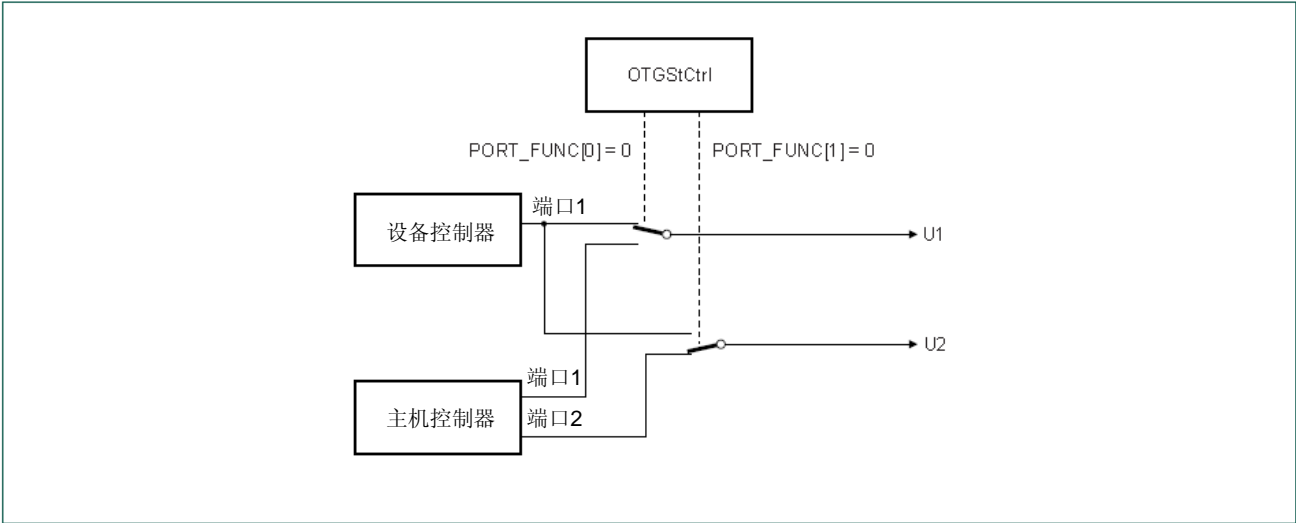 OTGStCtrl
PORT_FUNC[0] = 0
PORT_FUNC[1] = 0
端口1
设备控制器
U1
U2
端口1
主机控制器
端口2